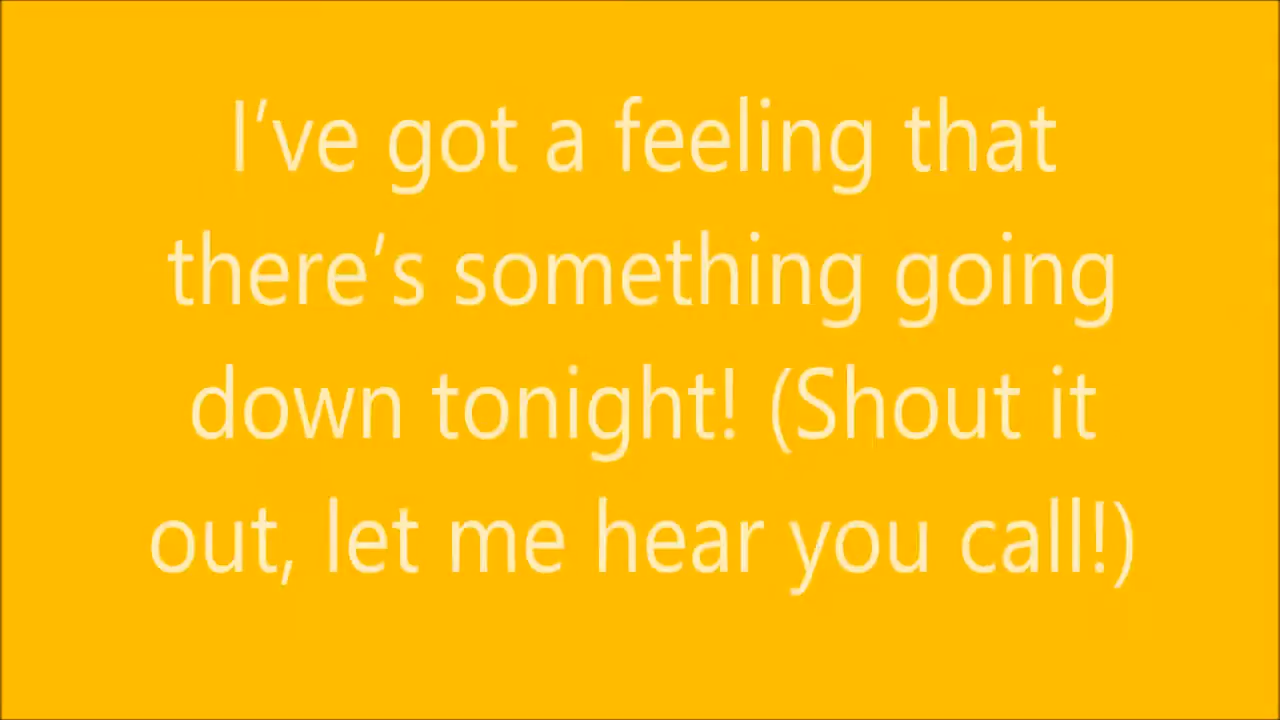 I’ve got a feeling that
there’s something going
down tonight! (Shout it
out, let me hear you call!)